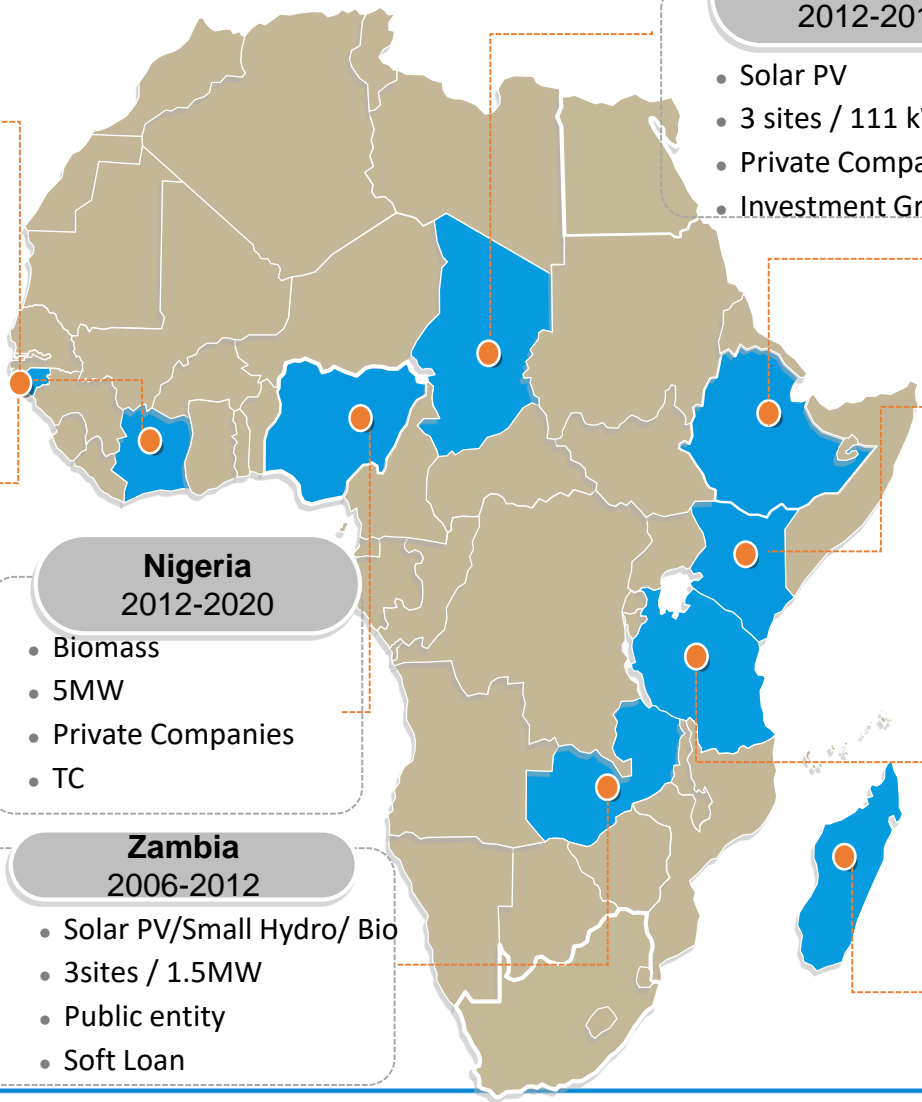 2012-201
• Solar PV
• 3 sites / 111 k
• Private Compa
• Investment Gr
Nigeria
2012-2020
• Biomass
• 5MW
• Private Companies
• TC
Zambia
2006-2012
• Solar PV/Small Hydro/ Bio
• 3sites / 1.5MW
• Public entity
• Soft Loan